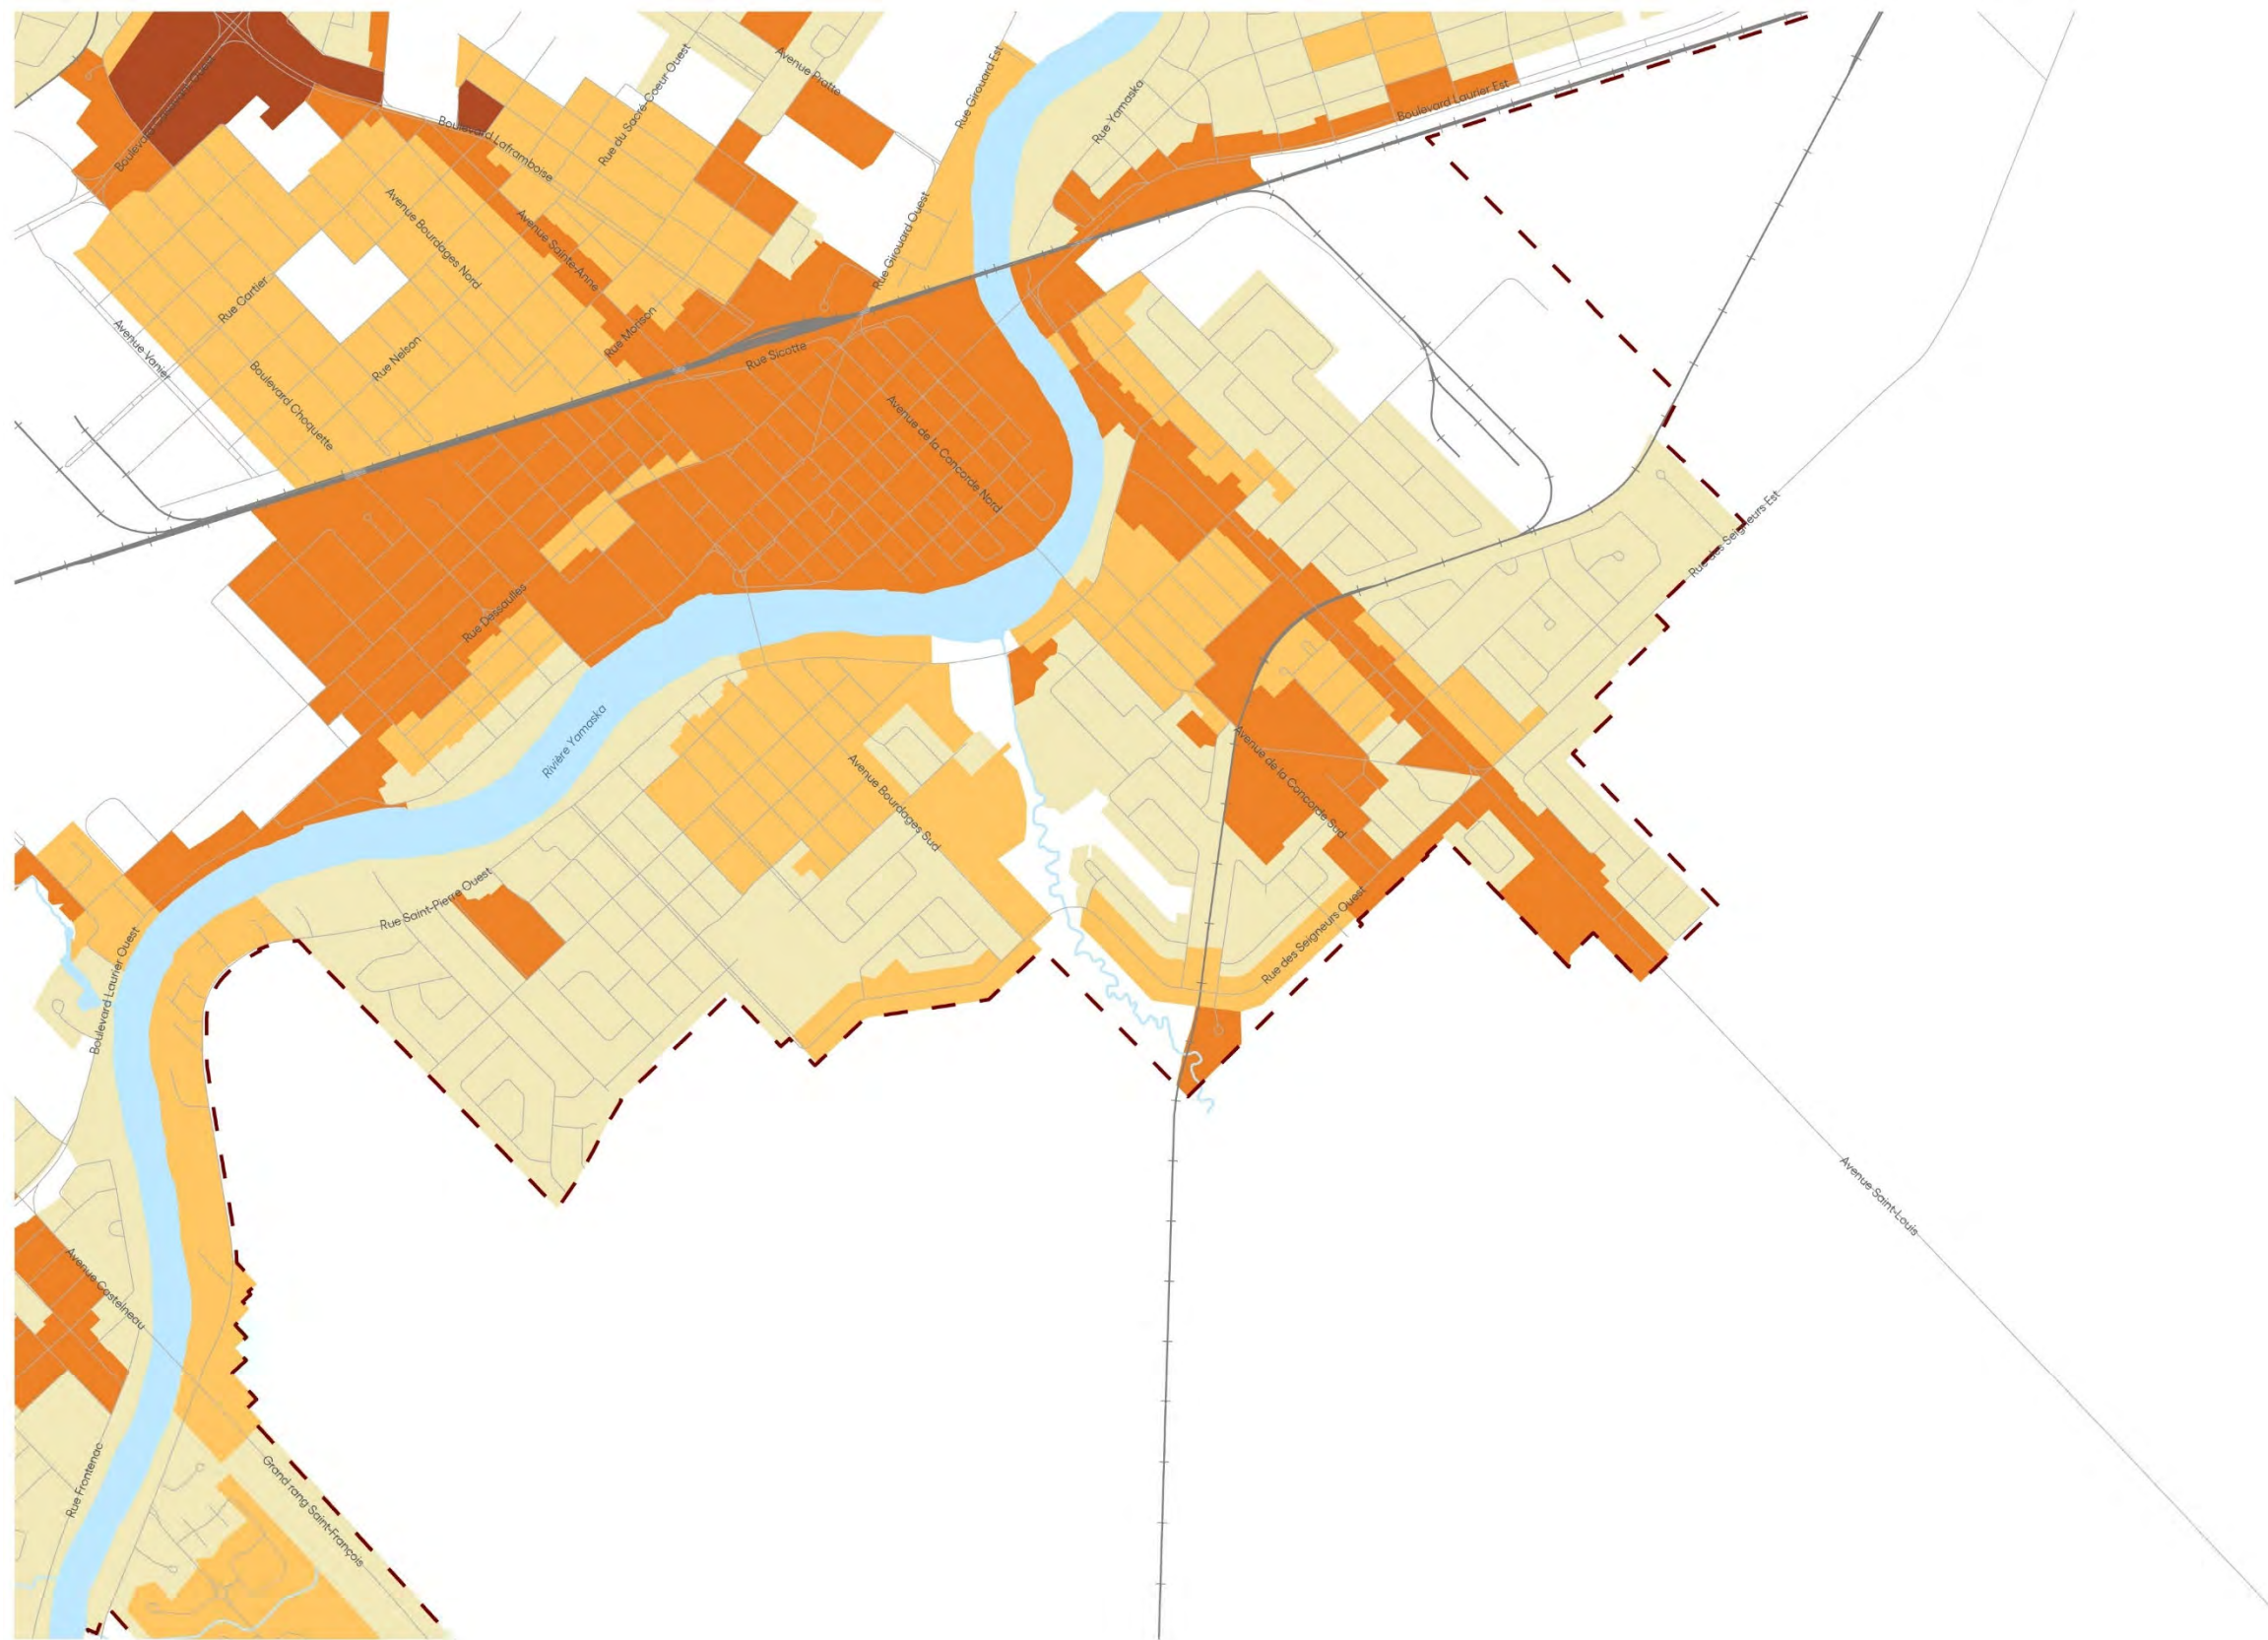 Avenue Pratte
Rue Girouard Est
Rue du Sacré-Coeur Ouest
Rue Yamaska
Boulevard Laurier Est
Boulevard Laframboise
Avenue Bourdages Nord
Avenue Sainte-Anne
Rue Girouard Ouest
Rue Cartier
Rue Morison
Avenue Vanier
Rue Nelson
Rue Sicotte
Boulevard Choquette
Avenue de la Concorde Nord
Rue des Seigneurs Est
Rue Dessaulles
Rivière Yamaska
Avenue Bourdages Sud
Avenue de la Concorde Sud
Rue Saint-Pierre Ouest
Rue des Seigneurs Ouest
Boulevard Laurier Ouest
Avenue Saint-Louis
Avenue Castelneau
Rue Frontenac
Grand rang Saint-François